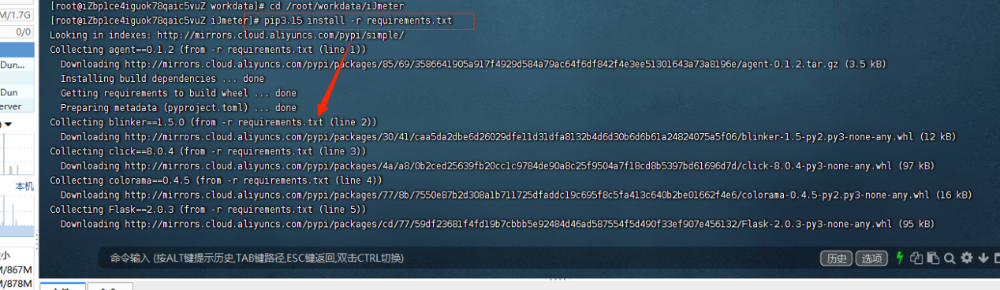 M/1.7G
0/0
Dun...
Dun
erver
本机
小
M/867M
M/878M
[root@iZbp1ce4iguok78qaic5vuZ workdata]# cd /root/workdata/iJmeter
[root@iZbp1ce4iguok78qaic5vuZ iJmeter]# pip3.15 install -r requirements.txt
Looking in indexes: http://mirrors.cloud.aliyuncs.com/pypi/simple/
Collecting agent==0.1.2 (from -r requirements.txt (line 1))
Downloading http://mirrors.cloud.aliyuncs.com/pypi/packages/85/69/3586641905a917f4929d584a79ac64f6df842f4e3ee51301643a73a8196e/agent-0.1.2.tar.gz (3.5 kB)
Installing build dependencies ... done
Getting requirements to build wheel ... done
Preparing metadata (pyproject.toml) ... done
Collecting blinker==1.5.0 (from -r requirements.txt (line 2))
Downloading http://mirrors.cloud.aliyuncs.com/pypi/packages/30/41/caa5da2dbe6d26029dfe11d31dfa8132b4d6d30b6d6b61a24824075a5f06/blinker-1.5-py2.py3-none-any.whl (12 kB)
Collecting click==8.0.4 (from -r requirements.txt (line 3))
Downloading http://mirrors.cloud.aliyuncs.com/pypi/packages/4a/a8/0b2ced25639fb20cc1c9784de90a8c25f9504a7f18cd8b5397bd61696d7d/click-8.0.4-py3-none-any.whl (97 kB)
Collecting colorama==0.4.5 (from -r requirements.txt (line 4))
Downloading http://mirrors.cloud.aliyuncs.com/pypi/packages/77/8b/7550e87b2d308a1b711725dfaddc19c695f8c5fa413c640b2be01662f4e6/colorama-0.4.5-py2.py3-none-any.whl (16 kB)
Collecting Flask==2.0.3 (from -r requirements.txt (line 5))
Downloading http://mirrors.cloud.aliyuncs.com/pypi/packages/cd/77/59df23681f4fd19b7cbbb5e92484d46ad587554f5d490f33ef907e456132/Flask-2.0.3-py3-none-any.whl (95 kB)
命令输入 (按ALT键提示历史,TAB键路径,ESC键返回,双击CTRL切换)
历史 选项